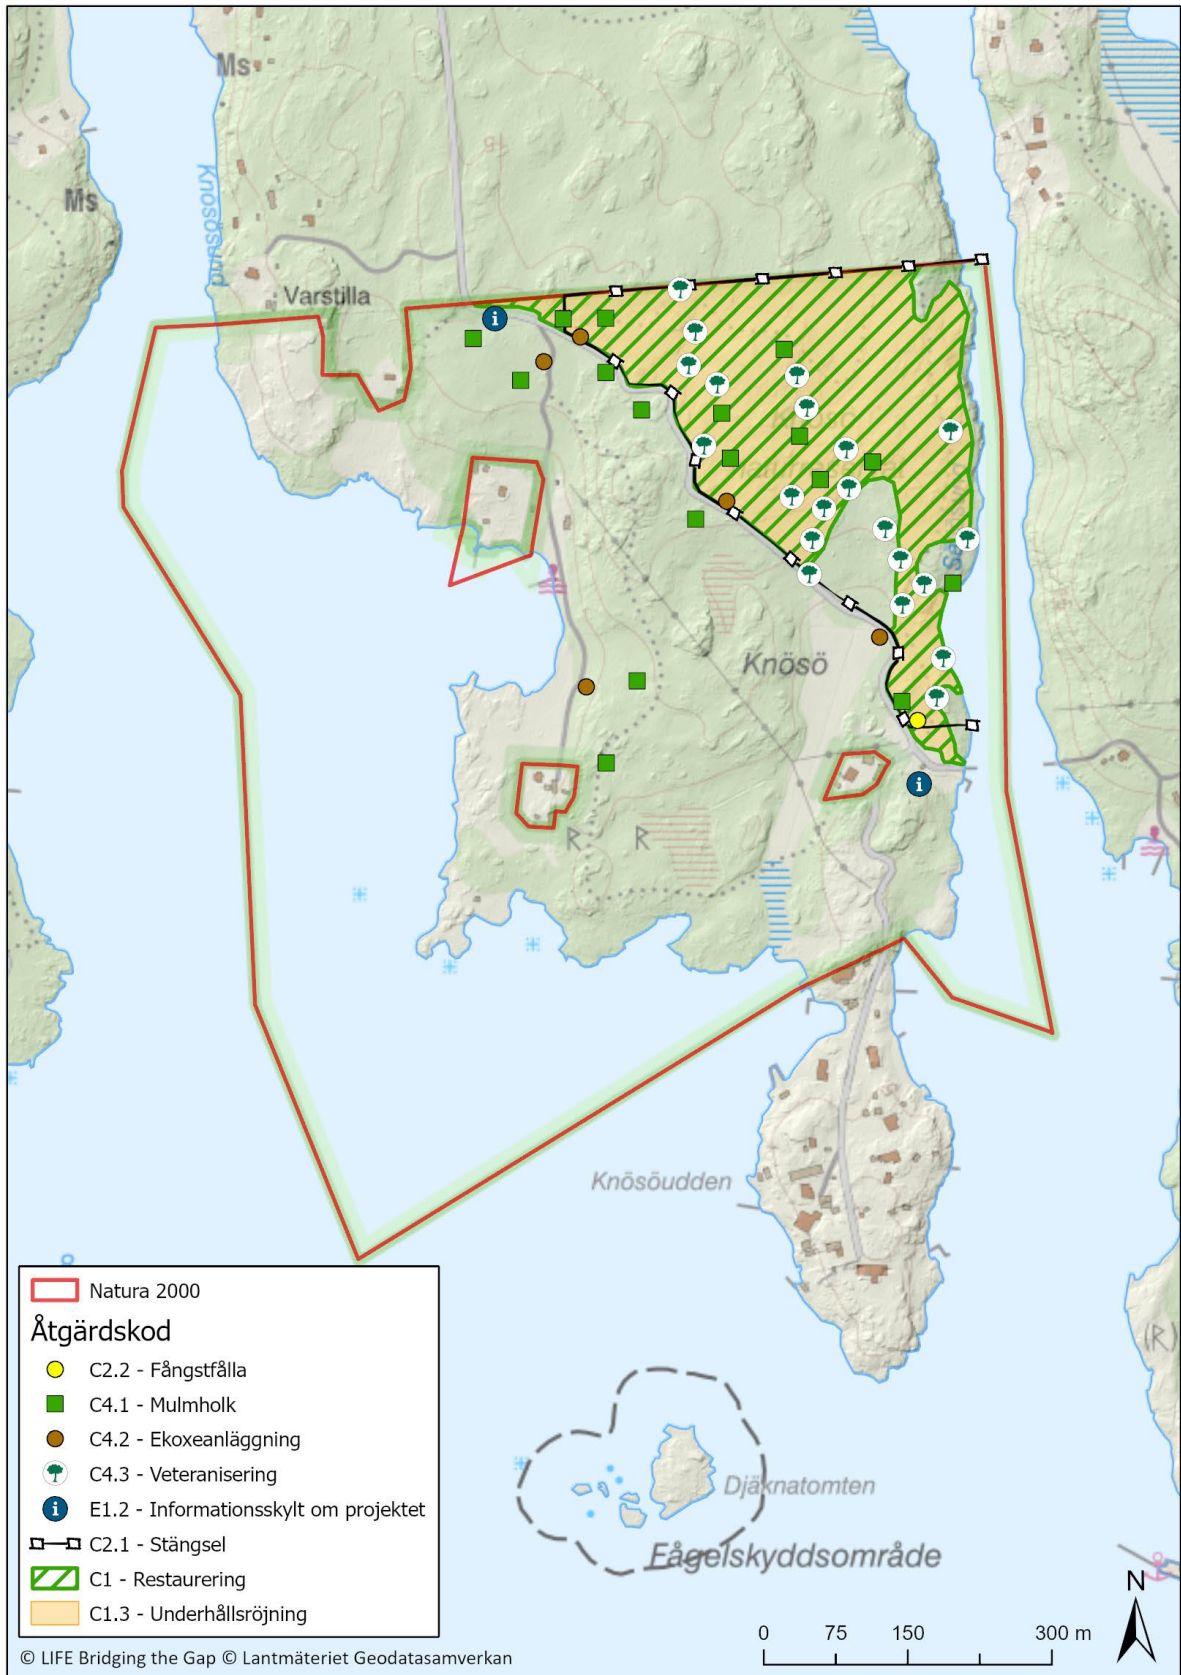 Ms
Ms
Knösösund
Varstilla
Knösö
R
R
Knösöudden
Djäknatomten
Fågelskyddsområde
(R)
Natura 2000
Åtgärdskod
C2.2 - Fångstfålla
C4.1 - Mulmholk
C4.2 - Ekoxeanläggning
C4.3 - Veteranisering
E1.2 - Informationsskylt om projektet
C2.1 - Stängsel
C1 - Restaurering
C1.3 - Underhållsröjning
N
0 75 150 300 m
© LIFE Bridging the Gap © Lantmäteriet Geodatasamverkan